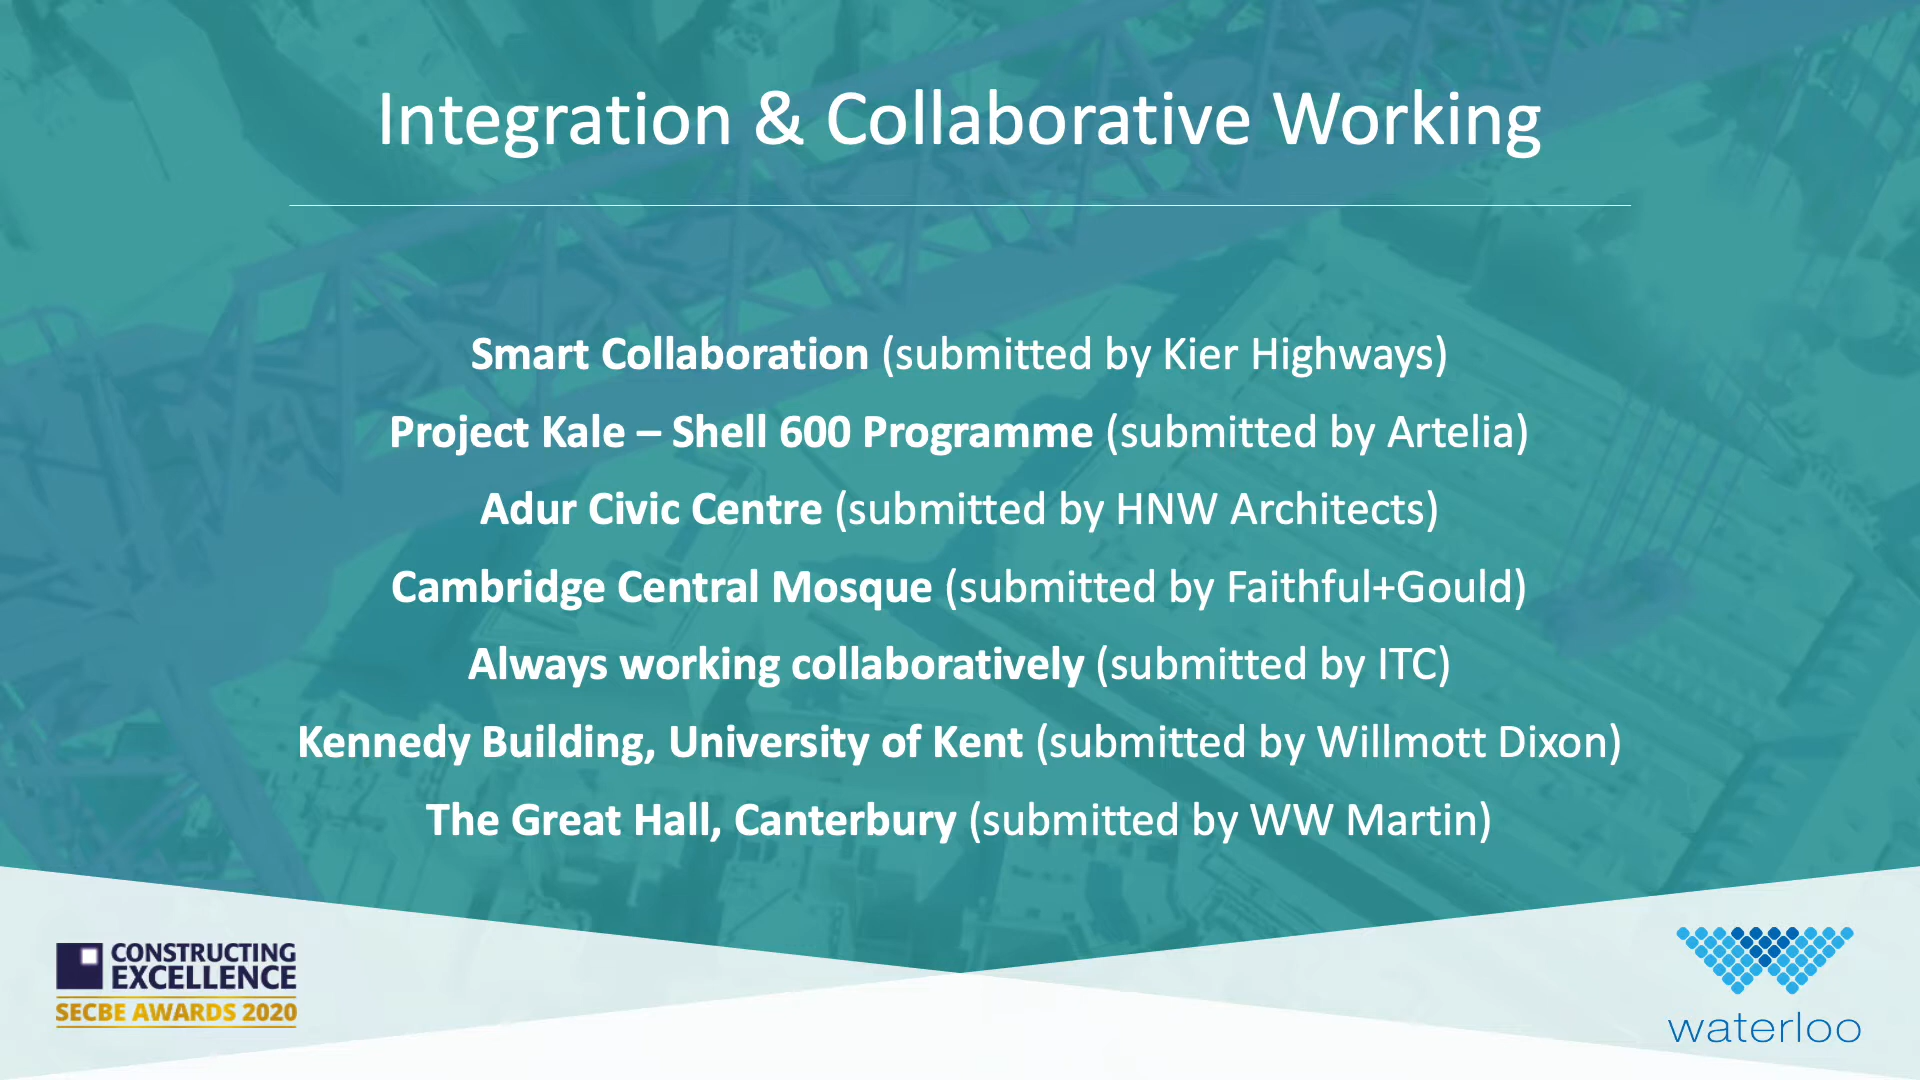 Integration & Collaborative Working
Smart Collaboration (submitted by Kier Highways)
Project Kale – Shell 600 Programme (submitted by Artelia)
Adur Civic Centre (submitted by HNW Architects)
Cambridge Central Mosque (submitted by Faithful+Gould)
Always working collaboratively (submitted by ITC)
Kennedy Building, University of Kent (submitted by Willmott Dixon)
The Great Hall, Canterbury (submitted by WW Martin)
CONSTRUCTING
EXCELLENCE
SECBE AWARDS 2020
waterloo